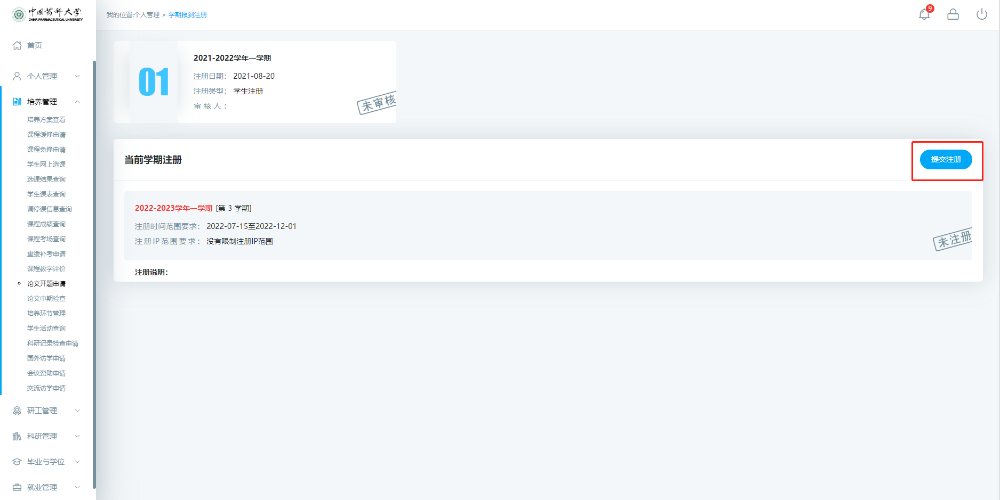 中国药科大学
CHINA PHARMACEUTICAL UNIVERSITY
我的位置:个人管理 > 学期报到注册
9
首页
个人管理
培养管理
培养方案查看
课程缓修申请
课程免修申请
学生网上选课
选课结果查询
学生课表查询
调停课信息查询
课程成绩查询
课程考场查询
重缓补考申请
课程教学评价
论文开题申请
论文中期检查
培养环节管理
学生活动查询
科研记录检查申请
国外访学申请
会议资助申请
交流访学申请
研工管理
科研管理
毕业与学位
就业管理
01
2021-2022学年一学期
注册日期： 2021-08-20
注册类型： 学生注册
审 核 人：
未审核
当前学期注册
提交注册
2022-2023学年一学期 [第 3 学期]
注册时间范围要求： 2022-07-15至2022-12-01
注册IP范围要求： 没有限制注册IP范围
未注册
注册说明：